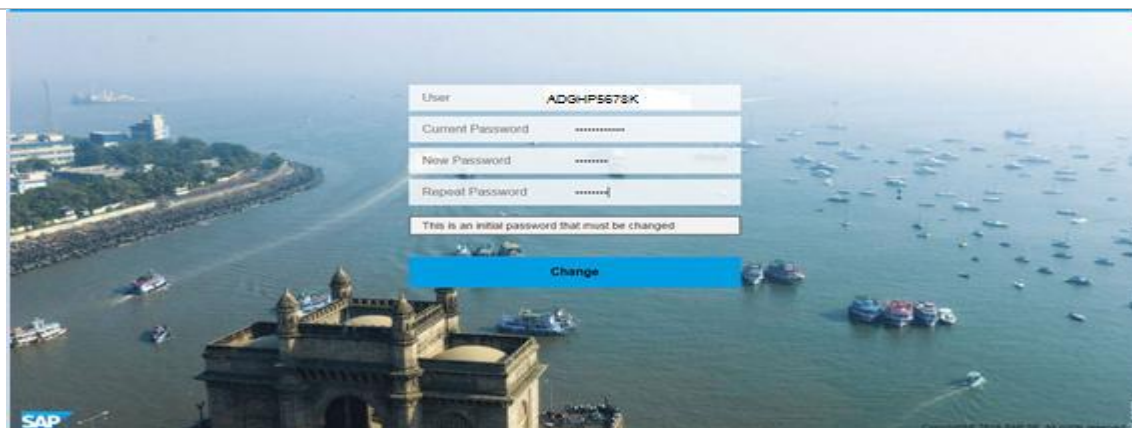 User ADGHP5678K
Current Password ••••••••••••
New Password ••••••••
Repeat Password ••••••••
This is an initial password that must be changed
Change
SAP